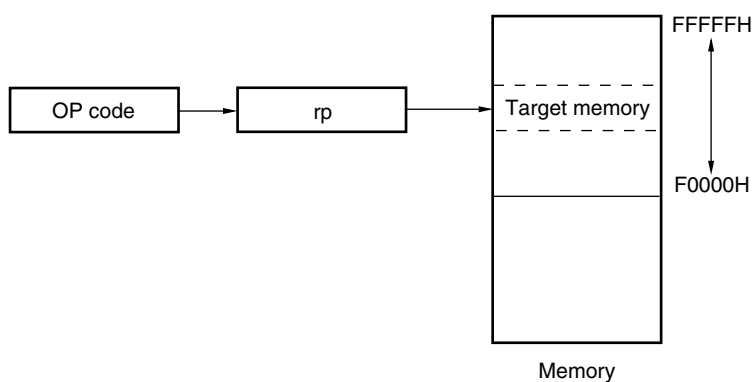 FFFFFH
OP code
rp
Target memory
F0000H
Memory